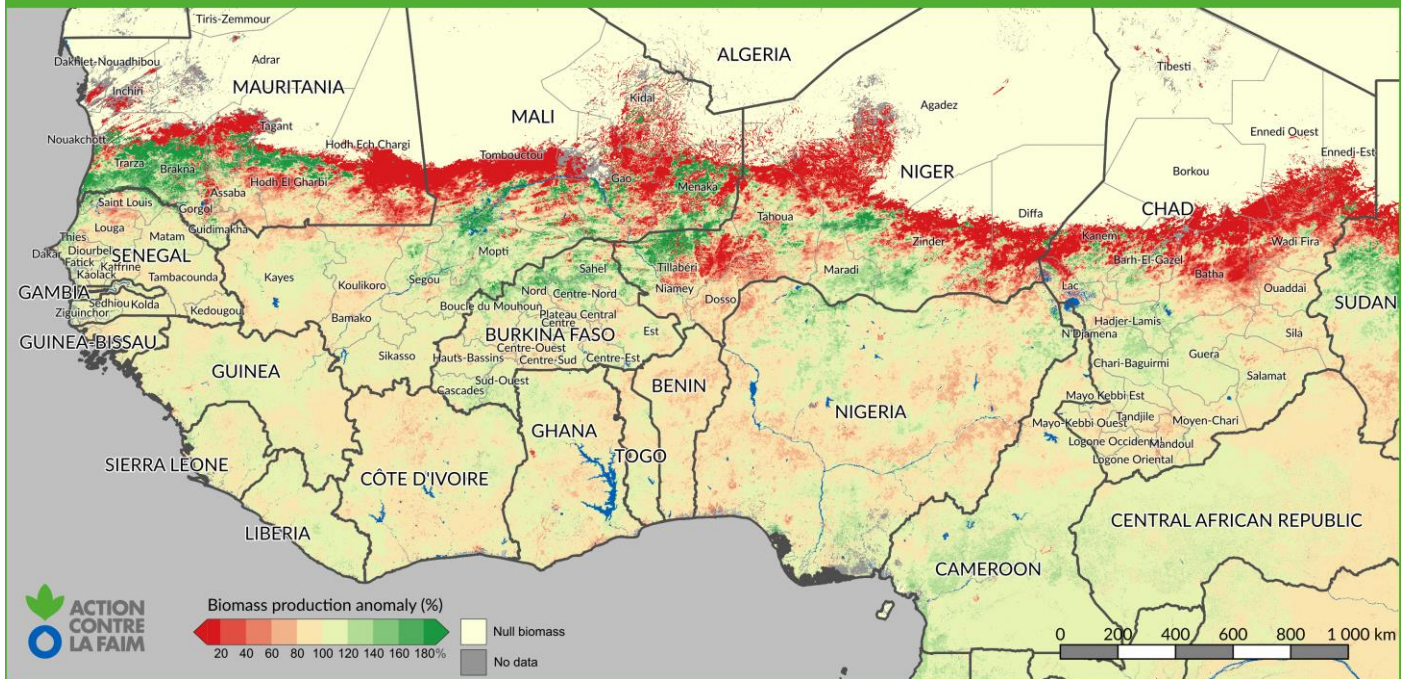 Tiris-Zemmour
Dakhlet-Nouadhibou
Adrar
ALGERIA
Tibesti
Inchiri
MAURITANIA
Kidal
Agadez
MALI
Nouakchott
Tagant
Ennedi Ouest
Hodh Ech Chargi
Tombouctou
Ennedj-Est
Trarza
Brakna
Gao
NIGER
Borkou
Assaba
Hodh El Gharbi
Menaka
Saint Louis
Gorgol
Tahoua
Diffa
CHAD
Louga
Guidimakha
Kanem
Thies
Matam
Zinder
Wadi Fira
Dakar
Diourbel
SENEGAL
Mopti
Barh-El-Gazel
Fatick
Kaffrine
Kaolack
Tambacounda
Kayes
Segou
Sahel
Tillabéri
Maradi
Lac
Batha
Ouaddai
GAMBIA
Sedhiou
Kolda
Koulikoro
Nord
Centre-Nord
Niamey
Dosso
SUDAN
Ziguinchor
Kedougou
Boucle du Mouhoun
Plateau Central
Centre
Hadjer-Lamis
N'Djamena
Sila
GUINEA-BISSAU
Bamako
BURKINA FASO
Est
Centre-Ouest
Guera
Sikasso
Hauts-Bassins
Centre-Sud
Centre-Est
Chari-Baguirmi
Salamat
GUINEA
Sud-Ouest
Cascades
BENIN
Mayo Kebbi Est
NIGERIA
Mayo-Kebbi Ouest
Tandjile
Moyen-Chari
GHANA
Logone Occidental
Mandoul
SIERRA LEONE
TOGO
Logone Oriental
CÔTE D'IVOIRE
LIBERIA
CENTRAL AFRICAN REPUBLIC
CAMEROON
ACTION
CONTRE
LA FAIM
Biomass production anomaly (%)
20 40 60 80 100 120 140 160 180%
Null biomass
No data
0 200 400 600 800 1 000 km